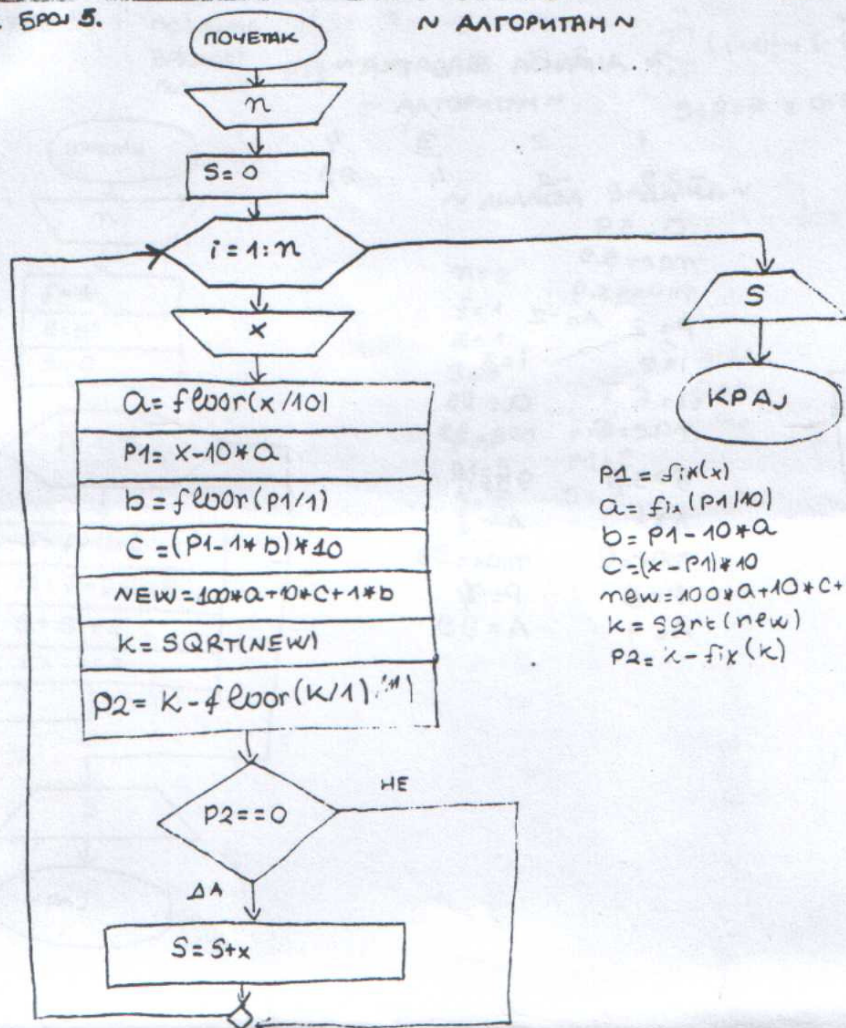 БРОЈ 5.
~ АЛГОРИТАМ ~
ПОЧЕТАК
n
S=0
i=1:n
x
a=floor(x/10)
P1=x-10*a
b=floor(P1/1)
C=(P1-1*b)*10
NEW=100*a+10*C+1*b
k=SQRT(NEW)
P2=k-floor(k/1)
P2==0
НЕ
ДА
S=S+x
S
КРАЈ
P1=fix(x)
a=fix(P1/10)
b=P1-10*a
C=(x-P1)*10
new=100*a+10*C+
k=sqrt(new)
P2=k-fix(k)